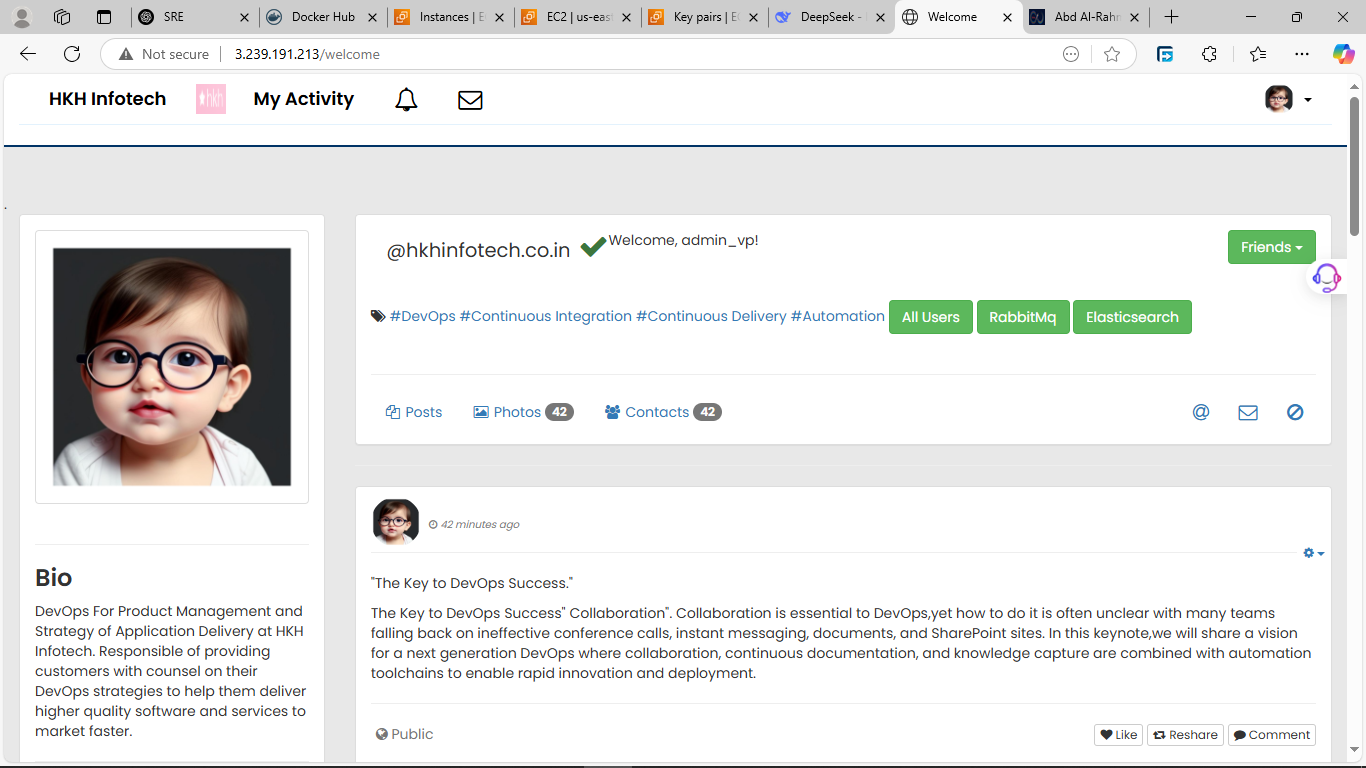 SRE
Docker Hub
Instances | E
EC2 | us-eas
Key pairs | E
DeepSeek -
Welcome
Abd Al-Rahm
Not secure
3.239.191.213/welcome
HKH Infotech
hkh
My Activity
.
@hkhinfotech.co.in
Welcome, admin_vp!
Friends
#DevOps #Continuous Integration #Continuous Delivery #Automation All Users RabbitMq Elasticsearch
Posts
Photos 42
Contacts 42
@
42 minutes ago
"The Key to DevOps Success."
The Key to DevOps Success" Collaboration". Collaboration is essential to DevOps,yet how to do it is often unclear with many teams
falling back on ineffective conference calls, instant messaging, documents, and SharePoint sites. In this keynote,we will share a vision
for a next generation DevOps where collaboration, continuous documentation, and knowledge capture are combined with automation
toolchains to enable rapid innovation and deployment.
Public
Like
Reshare
Comment
Bio
DevOps For Product Management and
Strategy of Application Delivery at HKH
Infotech. Responsible of providing
customers with counsel on their
DevOps strategies to help them deliver
higher quality software and services to
market faster.